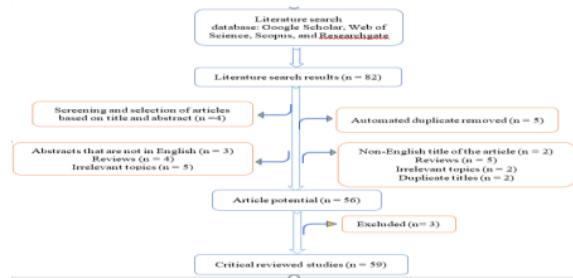 Literature search
database: Google Scholar, Web of
Science, Scopus, and Researchgate
Literature search results (n = 82)
Screening and selection of articles
based on title and abstract (n =4)
Automated duplicate removed (n = 5)
Abstracts that are not in English (n = 3)
Reviews (n = 4)
Irrelevant topics (n = 5)
Non-English title of the article (n = 2)
Reviews (n = 5)
Irrelevant topics (n = 2)
Duplicate titles (n = 2)
Article potential (n = 56)
Excluded (n= 3)
Critical reviewed studies (n = 59)